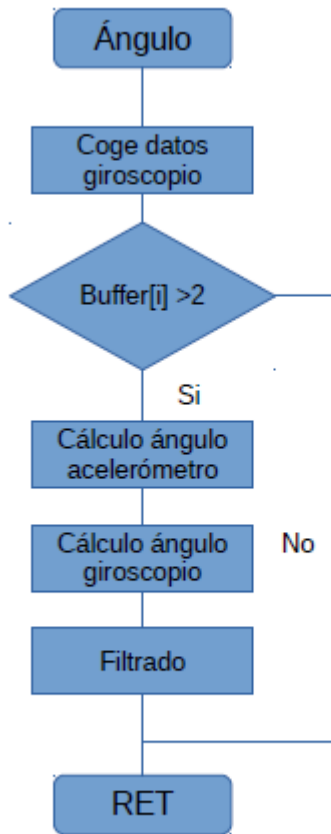 Ángulo
Coge datos
giroscopio
Buffer[i] >2
Si
Cálculo ángulo
acelerómetro
Cálculo ángulo
giroscopio
No
Filtrado
RET